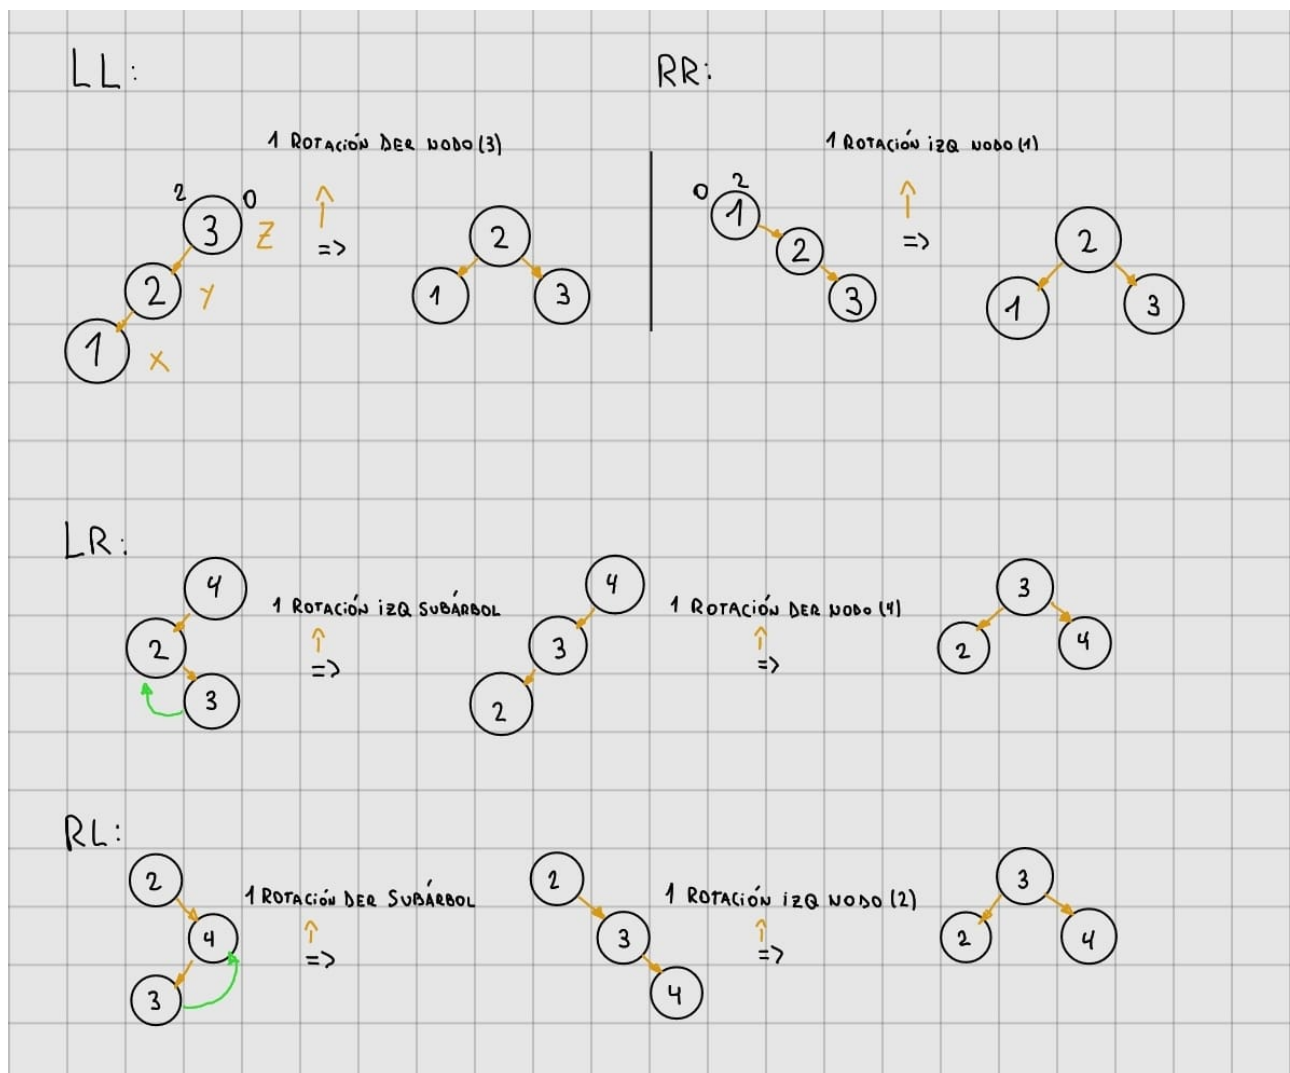 LL:
1 ROTACIÓN DER NODO (3)
2 0
3 Z
2 Y
1 X
=>
2
1 3
RR:
1 ROTACIÓN IZQ NODO (1)
0 2
1
2
3
=>
2
1 3
LR:
4
2
3
1 ROTACIÓN IZQ SUBÁRBOL
=>
4
3
2
1 ROTACIÓN DER NODO (4)
=>
3
2 4
RL:
2
4
3
1 ROTACIÓN DER SUBÁRBOL
=>
2
3
4
1 ROTACIÓN IZQ NODO (2)
=>
3
2 4